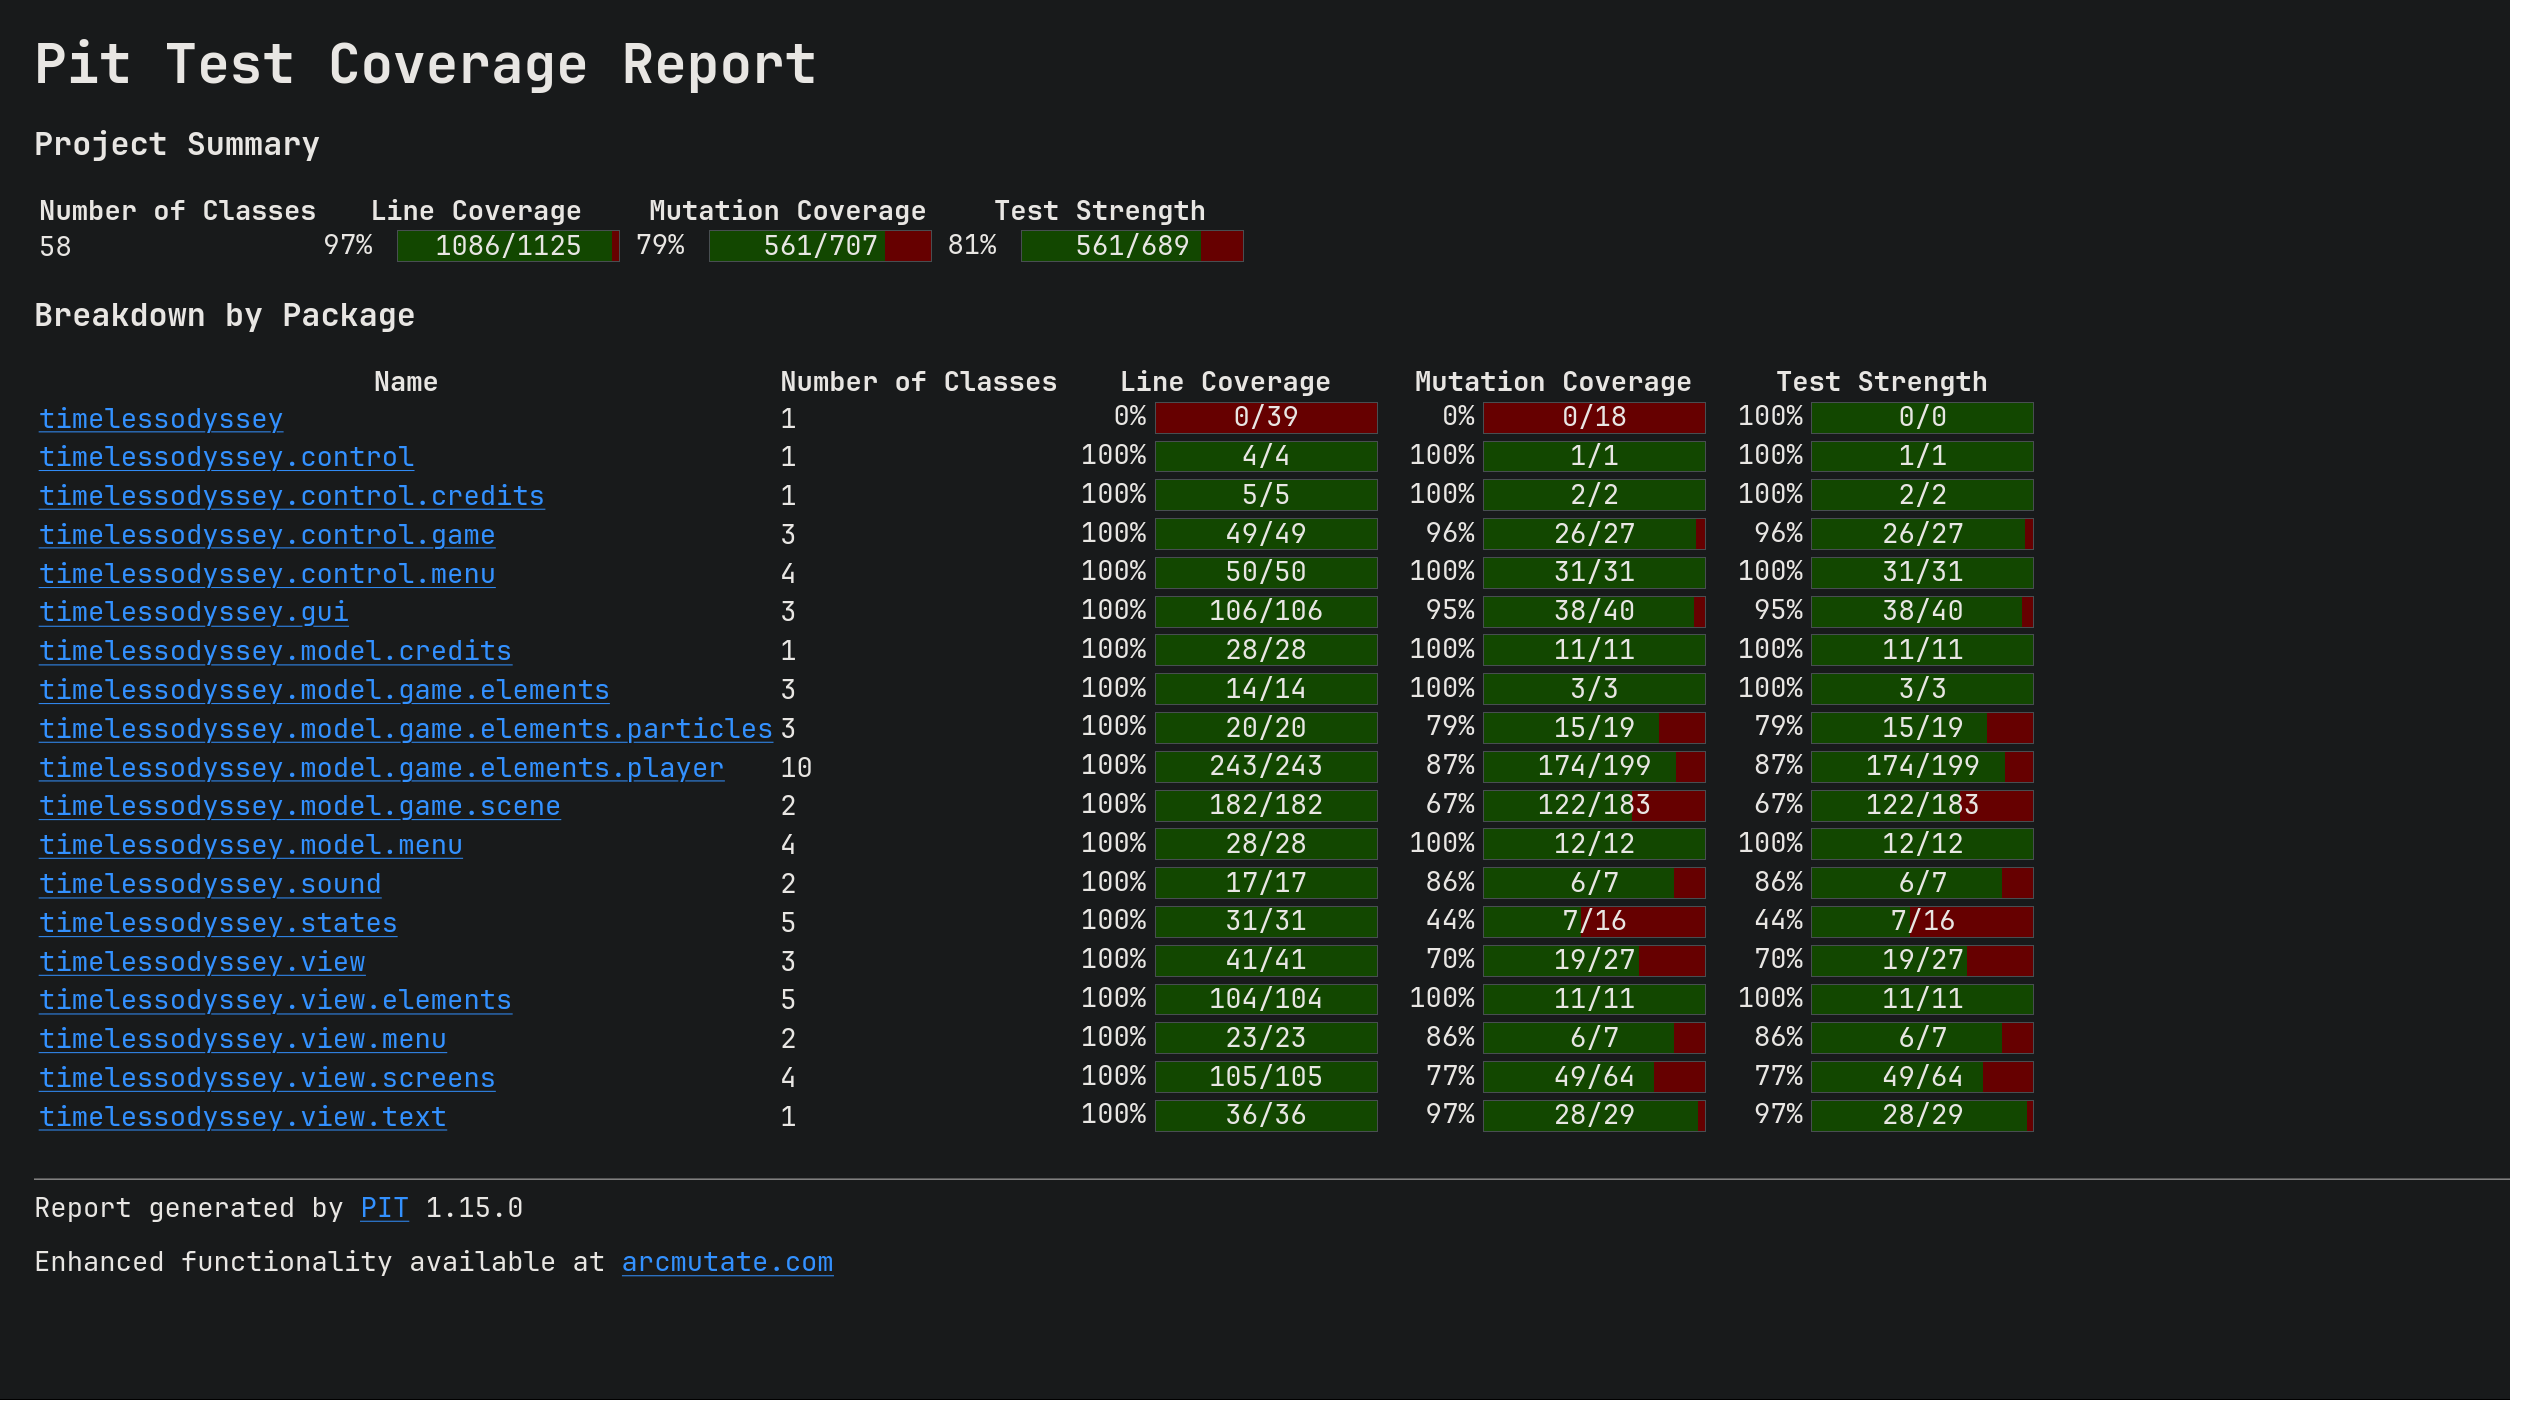 Pit Test Coverage Report
Project Summary
Number of Classes Line Coverage Mutation Coverage Test Strength
58 97% 1086/1125 79% 561/707 81% 561/689
Breakdown by Package
Name Number of Classes Line Coverage Mutation Coverage Test Strength
timelessodyssey 1 0% 0/39 0% 0/18 100% 0/0
timelessodyssey.control 1 100% 4/4 100% 1/1 100% 1/1
timelessodyssey.control.credits 1 100% 5/5 100% 2/2 100% 2/2
timelessodyssey.control.game 3 100% 49/49 96% 26/27 96% 26/27
timelessodyssey.control.menu 4 100% 50/50 100% 31/31 100% 31/31
timelessodyssey.gui 3 100% 106/106 95% 38/40 95% 38/40
timelessodyssey.model.credits 1 100% 28/28 100% 11/11 100% 11/11
timelessodyssey.model.game.elements 3 100% 14/14 100% 3/3 100% 3/3
timelessodyssey.model.game.elements.particles 3 100% 20/20 79% 15/19 79% 15/19
timelessodyssey.model.game.elements.player 10 100% 243/243 87% 174/199 87% 174/199
timelessodyssey.model.game.scene 2 100% 182/182 67% 122/183 67% 122/183
timelessodyssey.model.menu 4 100% 28/28 100% 12/12 100% 12/12
timelessodyssey.sound 2 100% 17/17 86% 6/7 86% 6/7
timelessodyssey.states 5 100% 31/31 44% 7/16 44% 7/16
timelessodyssey.view 3 100% 41/41 70% 19/27 70% 19/27
timelessodyssey.view.elements 5 100% 104/104 100% 11/11 100% 11/11
timelessodyssey.view.menu 2 100% 23/23 86% 6/7 86% 6/7
timelessodyssey.view.screens 4 100% 105/105 77% 49/64 77% 49/64
timelessodyssey.view.text 1 100% 36/36 97% 28/29 97% 28/29
Report generated by PIT 1.15.0
Enhanced functionality available at arcmutate.com